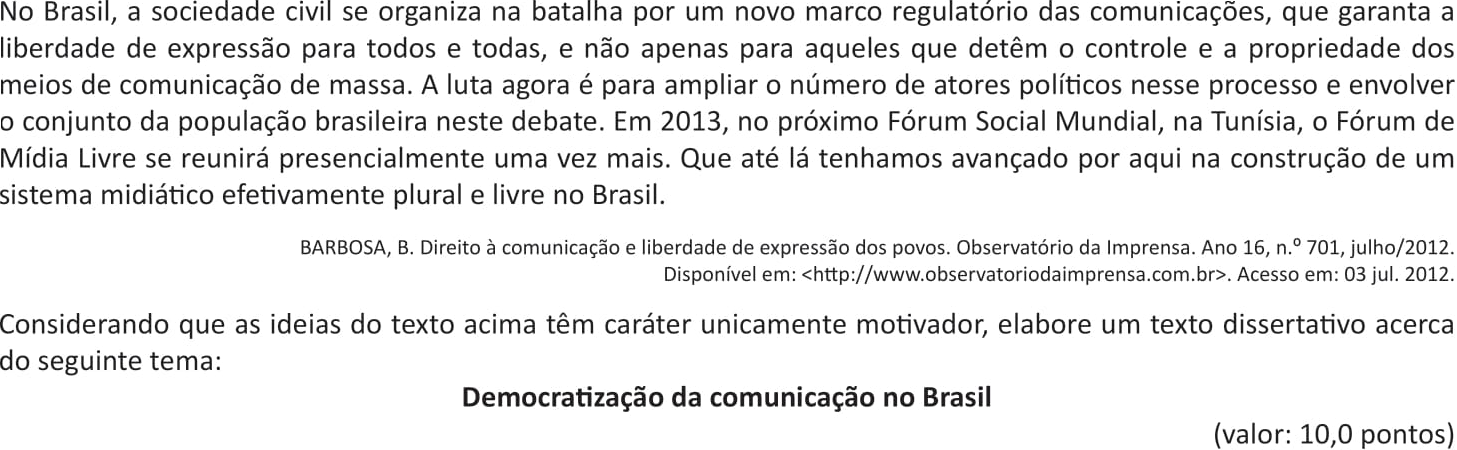 No Brasil, a sociedade civil se organiza na batalha por um novo marco regulatório das comunicações, que garanta a
liberdade de expressão para todos e todas, e não apenas para aqueles que detêm o controle e a propriedade dos
meios de comunicação de massa. A luta agora é para ampliar o número de atores políticos nesse processo e envolver
o conjunto da população brasileira neste debate. Em 2013, no próximo Fórum Social Mundial, na Tunísia, o Fórum de
Mídia Livre se reunirá presencialmente uma vez mais. Que até lá tenhamos avançado por aqui na construção de um
sistema midiático efetivamente plural e livre no Brasil.
BARBOSA, B. Direito à comunicação e liberdade de expressão dos povos. Observatório da Imprensa. Ano 16, n.º 701, julho/2012.
Disponível em: <http://www.observatoriodaimprensa.com.br>. Acesso em: 03 jul. 2012.
Considerando que as ideias do texto acima têm caráter unicamente motivador, elabore um texto dissertativo acerca
do seguinte tema:
Democratização da comunicação no Brasil
(valor: 10,0 pontos)